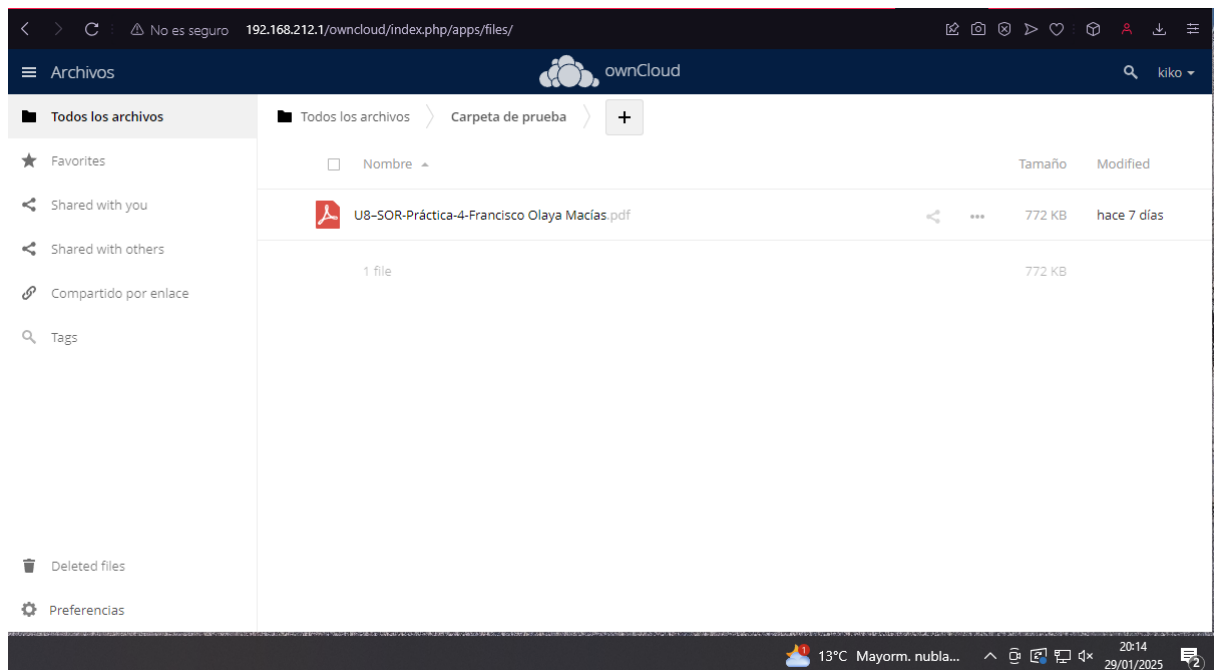 No es seguro 192.168.212.1/owncloud/index.php/apps/files/
Archivos ownCloud kiko
Todos los archivos Todos los archivos Carpeta de prueba +
Favorites Nombre Tamaño Modified
Shared with you U8–SOR-Práctica-4-Francisco Olaya Macías.pdf ... 772 KB hace 7 días
Shared with others
1 file 772 KB
Compartido por enlace
Tags
Deleted files
Preferencias
1 13°C Mayorm. nubla... 20:14
29/01/2025 2